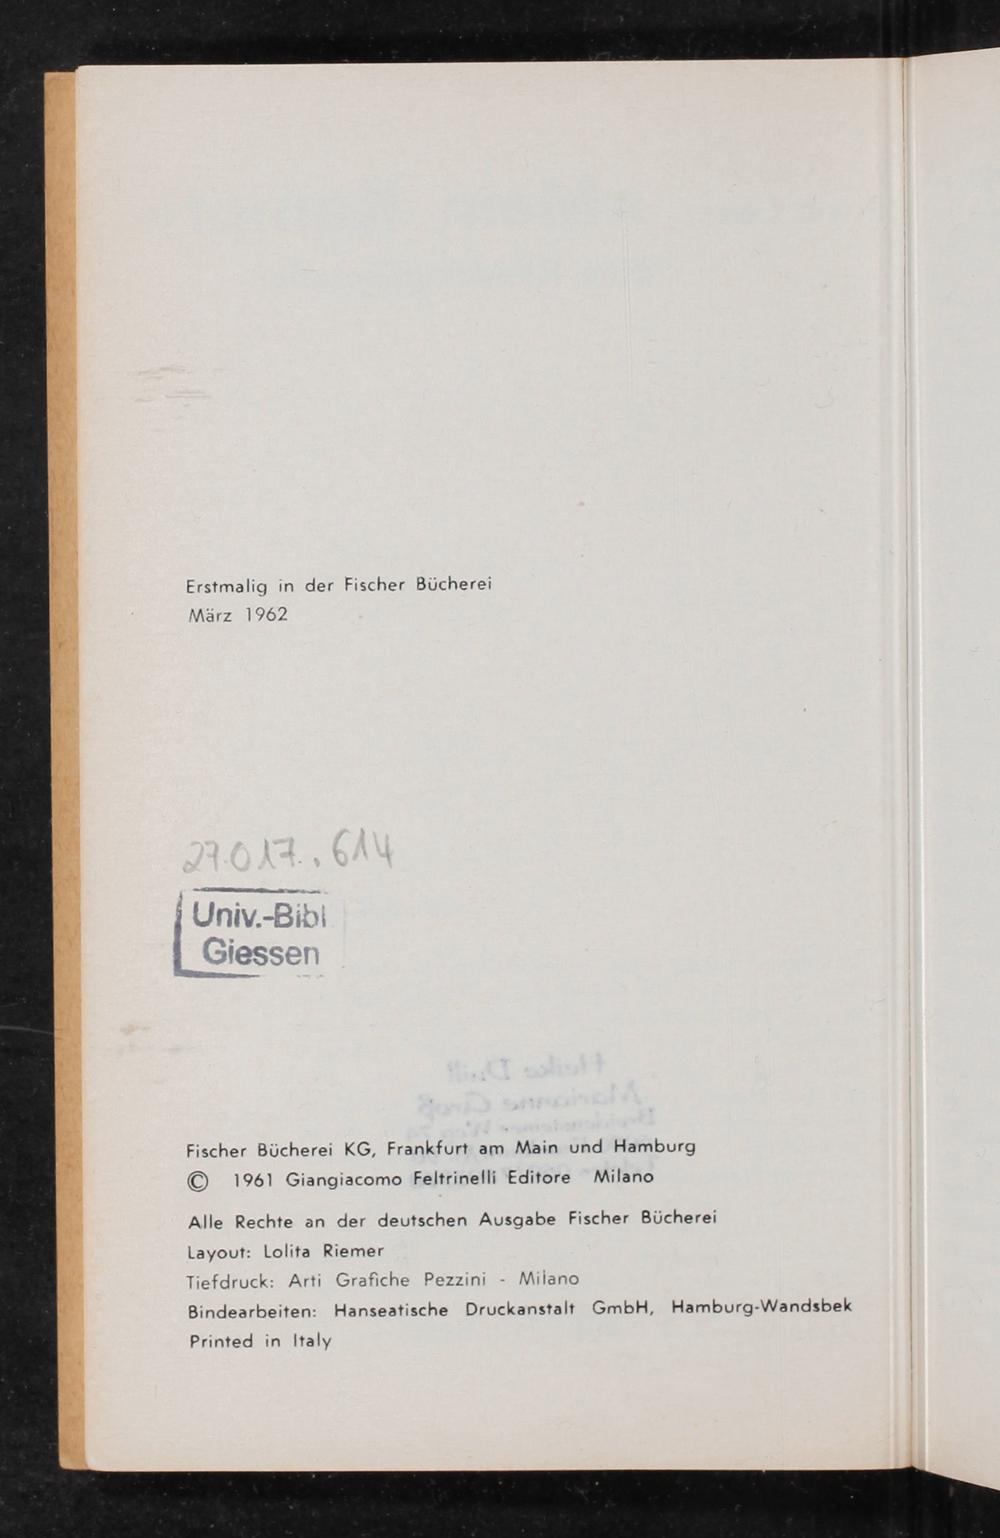 Erstmalig in der Fischer Bücherei
März 1962
27.017.614
Univ.-Bibl
Giessen
Fischer Bücherei KG, Frankfurt am Main und Hamburg
© 1961 Giangiacomo Feltrinelli Editore Milano
Alle Rechte an der deutschen Ausgabe Fischer Bücherei
Layout: Lolita Riemer
Tiefdruck: Arti Grafiche Pezzini - Milano
Bindearbeiten: Hanseatische Druckanstalt GmbH, Hamburg-Wandsbek
Printed in Italy